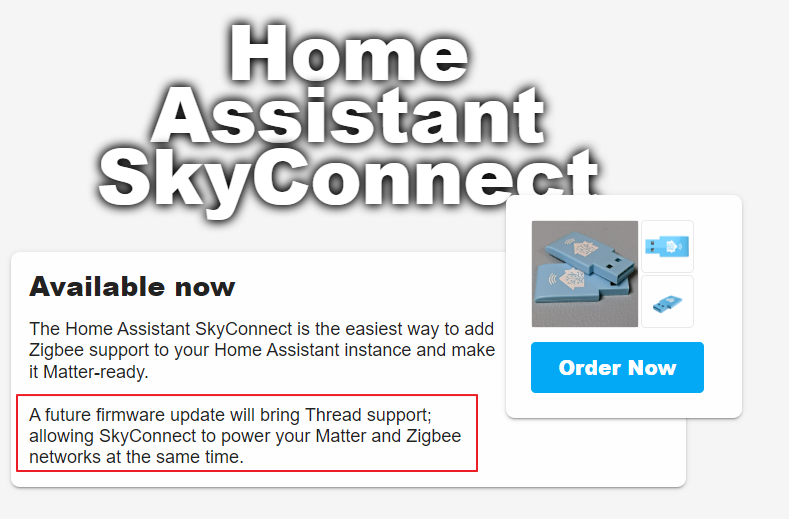 Home
Assistant
SkyConnect
Available now
The Home Assistant SkyConnect is the easiest way to add
Zigbee support to your Home Assistant instance and make
it Matter-ready.
A future firmware update will bring Thread support;
allowing SkyConnect to power your Matter and Zigbee
networks at the same time.
Order Now